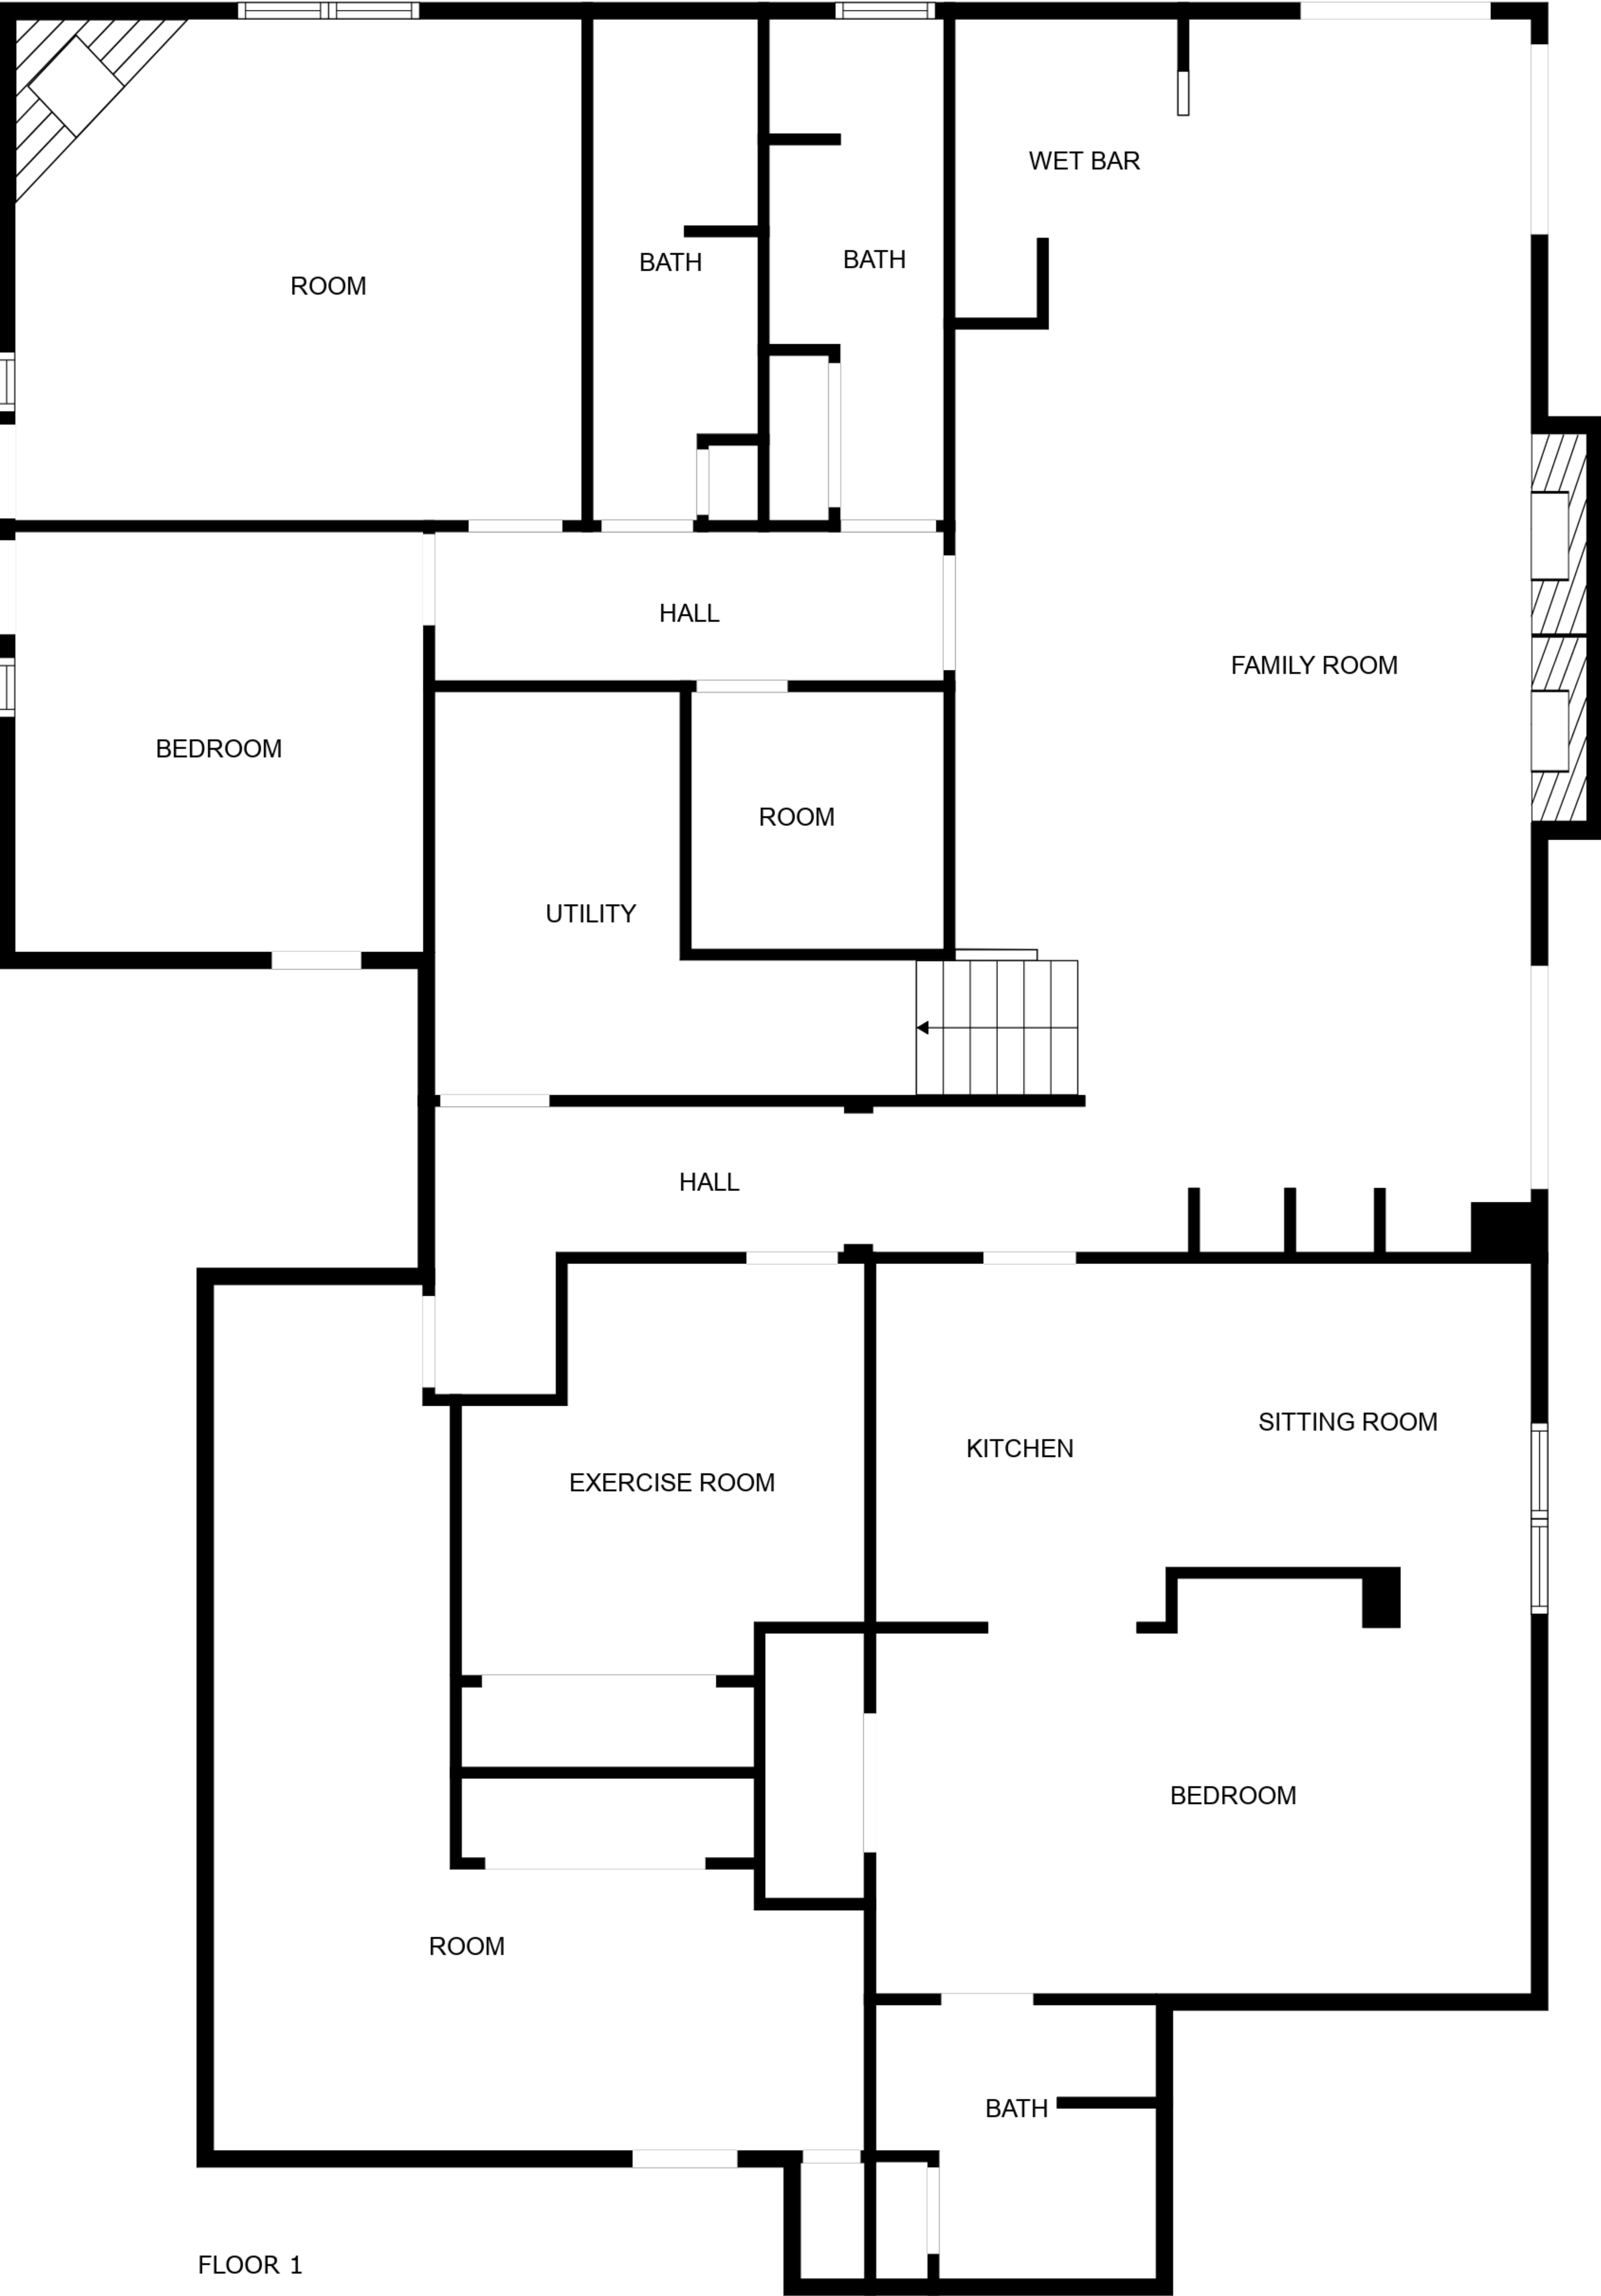 WET BAR
BATH
BATH
ROOM
HALL
FAMILY ROOM
BEDROOM
ROOM
UTILITY
HALL
SITTING ROOM
KITCHEN
EXERCISE ROOM
BEDROOM
ROOM
BATH
FLOOR 1